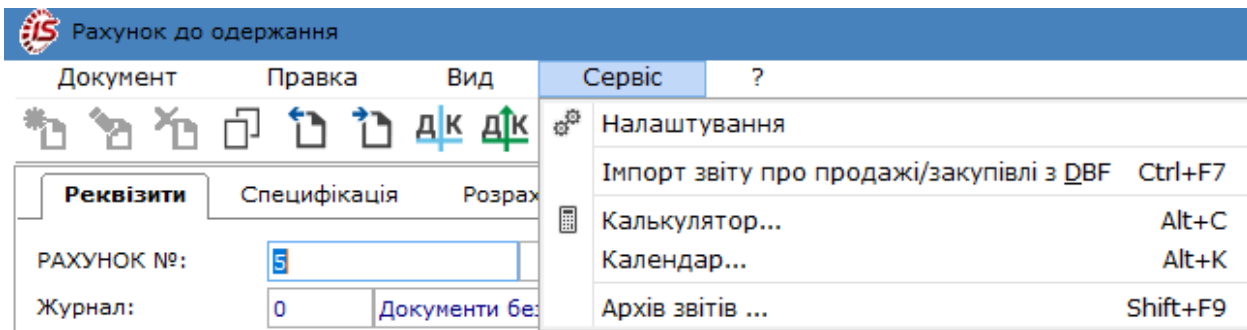 Рахунок до одержання
Документ Правка Вид Сервіс ?
Д К Д К
Налаштування
Імпорт звіту про продажі/закупівлі з DBF Ctrl+F7
Реквізити Специфікація
Калькулятор... Alt+C
РАХУНОК №: 5
Календар... Alt+K
Журнал: 0 Документи
Архів звітів ... Shift+F9